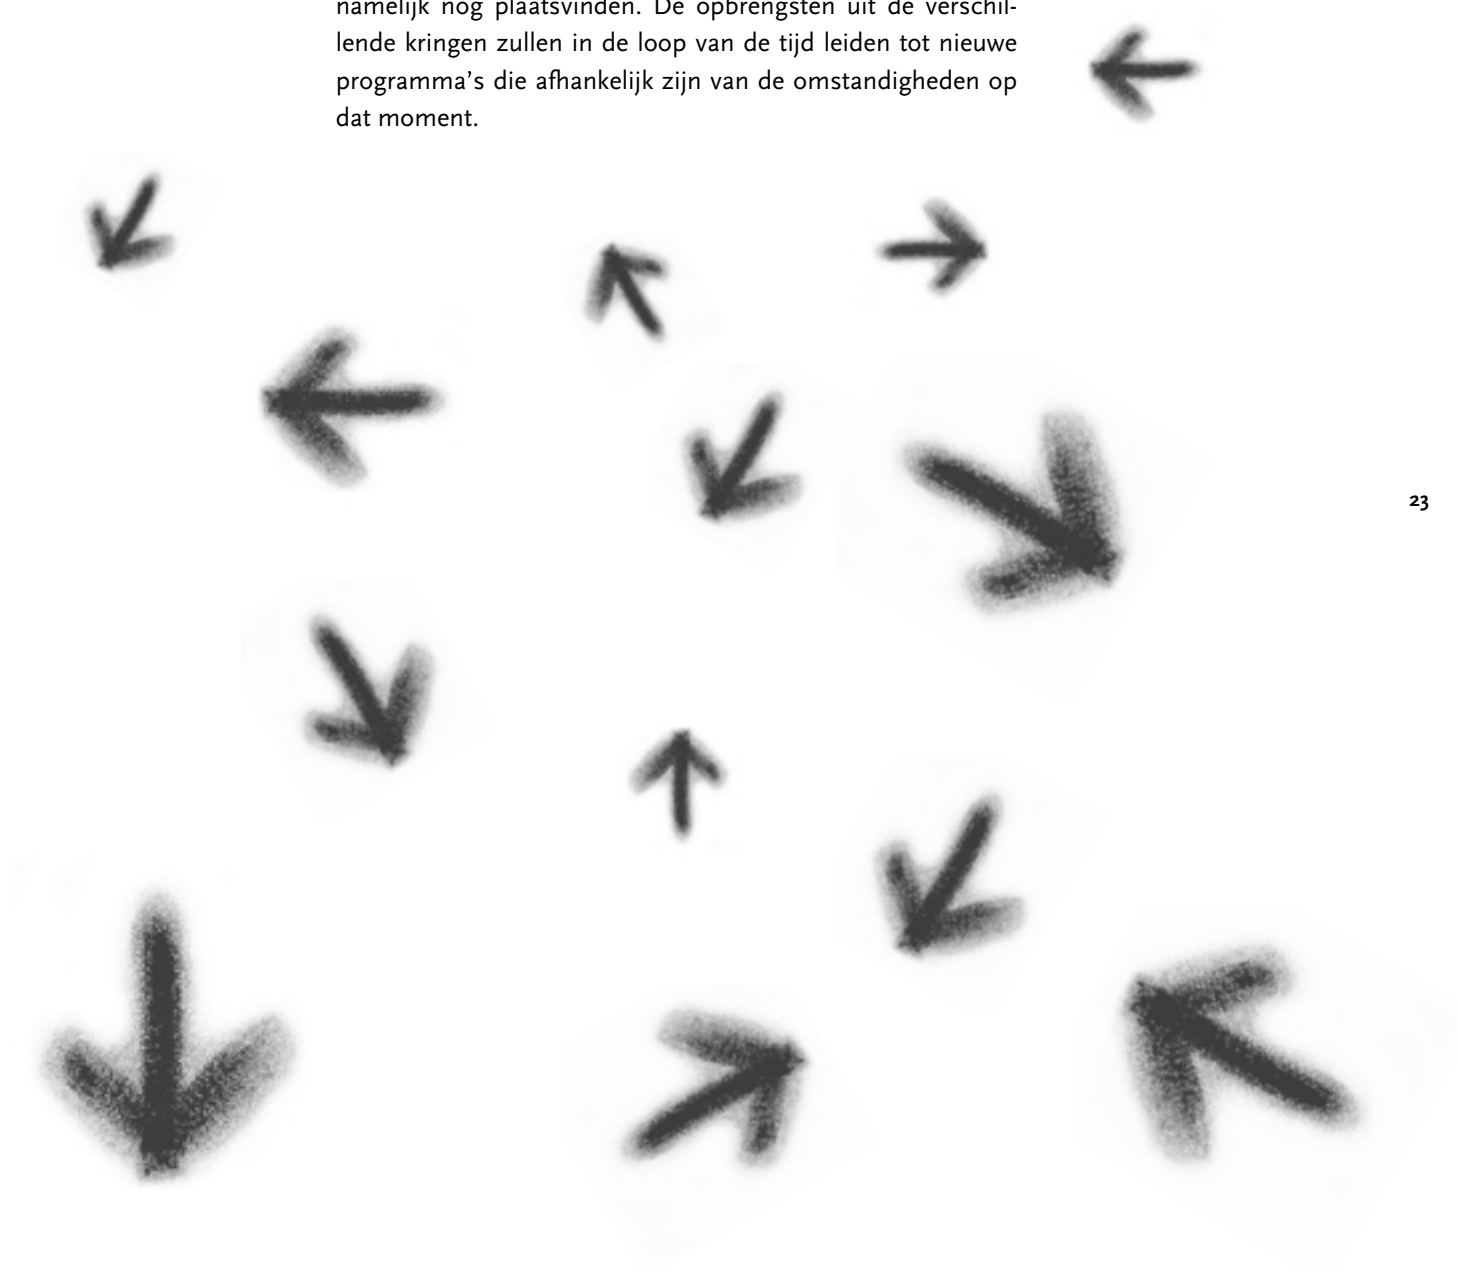 namelijk nog plaatsvinden. De opbrengsten uit de verschil-
lende kringen zullen in de loop van de tijd leiden tot nieuwe
programma’s die afhankelijk zijn van de omstandigheden op
dat moment.
23